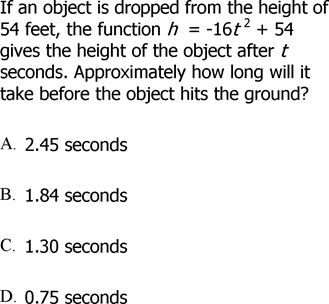 If an object is dropped from the height of
54 feet, the function h = -16t² + 54
gives the height of the object after t
seconds. Approximately how long will it
take before the object hits the ground?
A. 2.45 seconds
B. 1.84 seconds
C. 1.30 seconds
D. 0.75 seconds